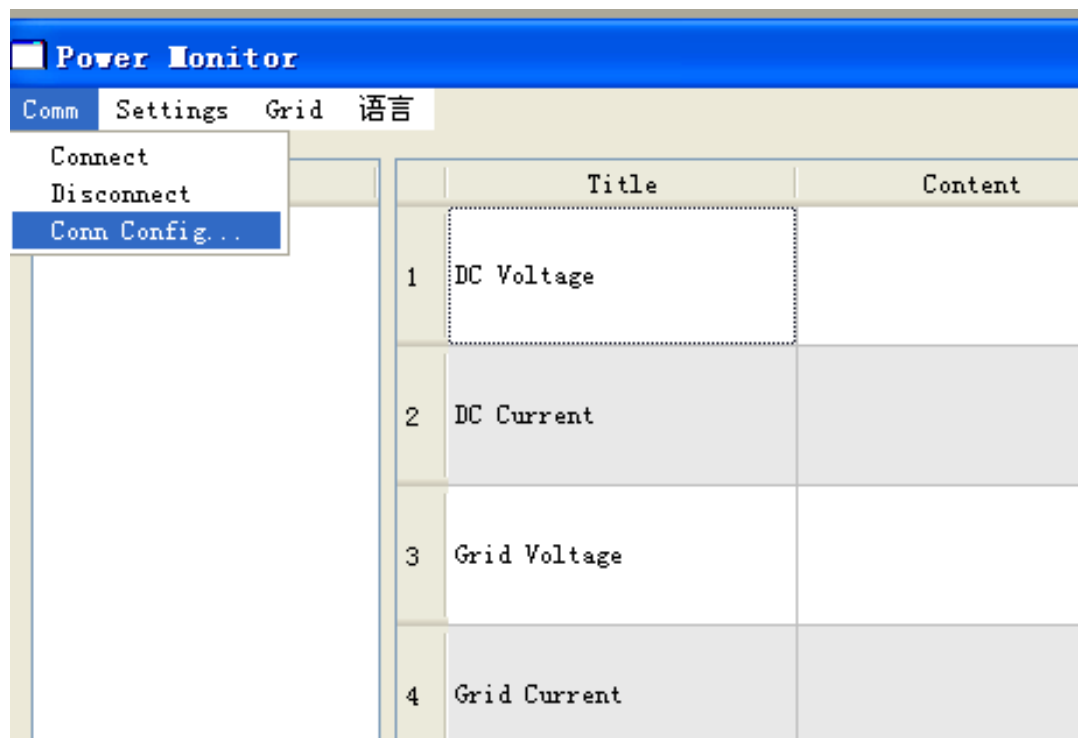 Power Monitor
Comm Settings Grid 语言
Connect
Disconnect
Conn Config...
Title Content
1 DC Voltage
2 DC Current
3 Grid Voltage
4 Grid Current